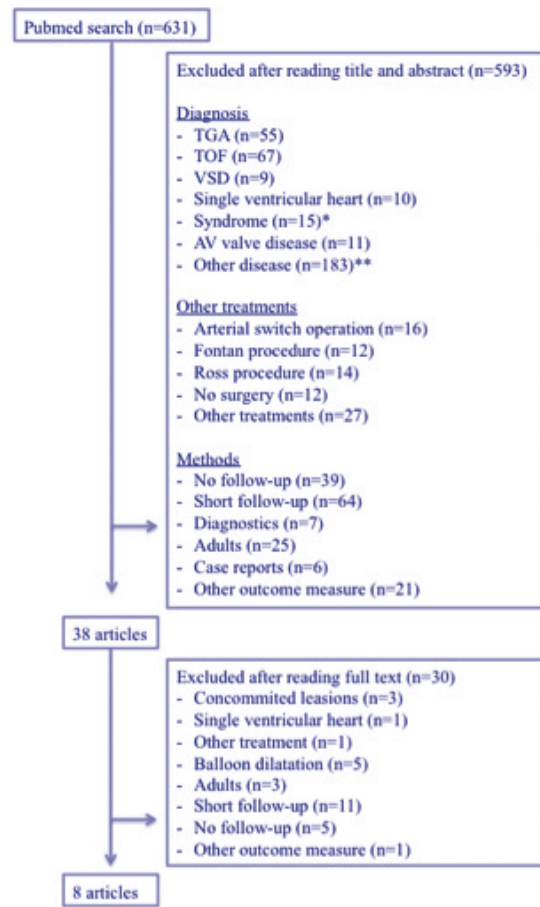 Pubmed search (n=631)
Excluded after reading title and abstract (n=593)
Diagnosis
- TGA (n=55)
- TOF (n=67)
- VSD (n=9)
- Single ventricular heart (n=10)
- Syndrome (n=15)*
- AV valve disease (n=11)
- Other disease (n=183)**
Other treatments
- Arterial switch operation (n=16)
- Fontan procedure (n=12)
- Ross procedure (n=14)
- No surgery (n=12)
- Other treatments (n=27)
Methods
- No follow-up (n=39)
- Short follow-up (n=64)
- Diagnostics (n=7)
- Adults (n=25)
- Case reports (n=6)
- Other outcome measure (n=21)
38 articles
Excluded after reading full text (n=30)
- Concommited leasions (n=3)
- Single ventricular heart (n=1)
- Other treatment (n=1)
- Balloon dilatation (n=5)
- Adults (n=3)
- Short follow-up (n=11)
- No follow-up (n=5)
- Other outcome measure (n=1)
8 articles